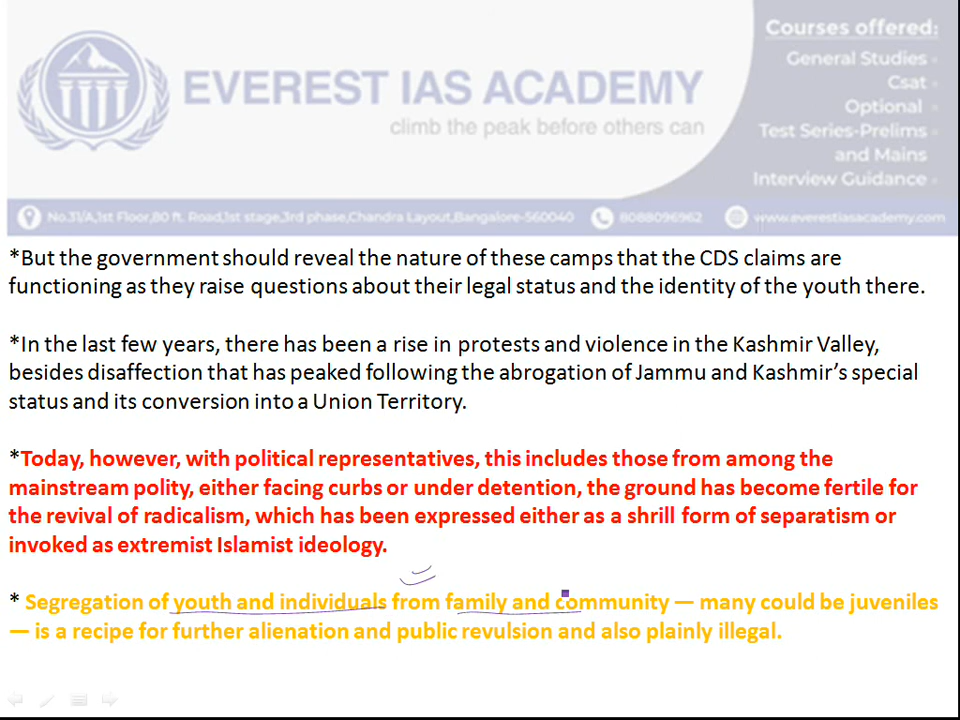 Courses offered:
General Studies
Csat
Optional
Test Series-Prelims
and Mains
Interview Guidance
EVEREST IAS ACADEMY
climb the peak before others can
No.31/A,1st Floor,80 ft. Road,1st stage,3rd phase,Chandra Layout,Bangalore-560040 8088096962 www.everestiasacademy.com
*But the government should reveal the nature of these camps that the CDS claims are
functioning as they raise questions about their legal status and the identity of the youth there.
*In the last few years, there has been a rise in protests and violence in the Kashmir Valley,
besides disaffection that has peaked following the abrogation of Jammu and Kashmir’s special
status and its conversion into a Union Territory.
*Today, however, with political representatives, this includes those from among the
mainstream polity, either facing curbs or under detention, the ground has become fertile for
the revival of radicalism, which has been expressed either as a shrill form of separatism or
invoked as extremist Islamist ideology.
* Segregation of youth and individuals from family and community — many could be juveniles
— is a recipe for further alienation and public revulsion and also plainly illegal.